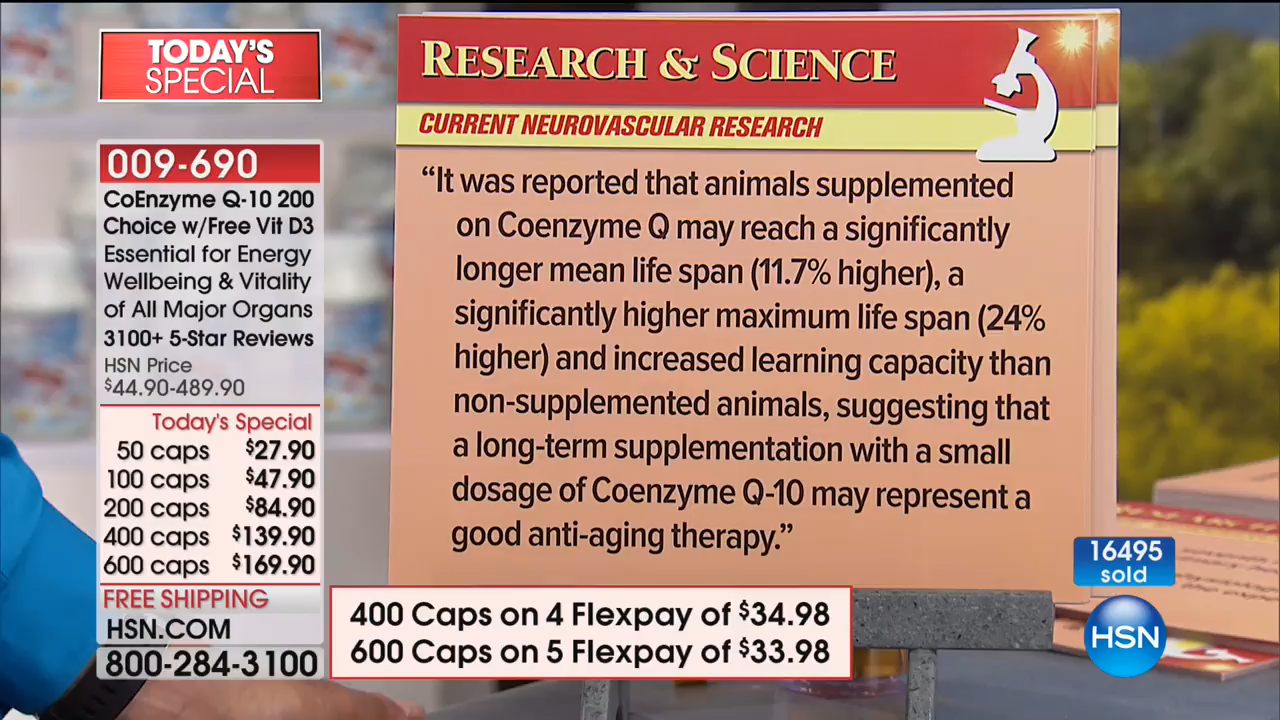 TODAY'S
SPECIAL
009-690
CoEnzyme Q-10 200
Choice w/Free Vit D3
Essential for Energy
Wellbeing & Vitality
of All Major Organs
3100+ 5-Star Reviews
HSN Price
$44.90-489.90
Today's Special
50 caps $27.90
100 caps $47.90
200 caps $84.90
400 caps $139.90
600 caps $169.90
FREE SHIPPING
HSN.COM
800-284-3100
RESEARCH & SCIENCE
CURRENT NEUROVASCULAR RESEARCH
“It was reported that animals supplemented
on Coenzyme Q may reach a significantly
longer mean life span (11.7% higher), a
significantly higher maximum life span (24%
higher) and increased learning capacity than
non-supplemented animals, suggesting that
a long-term supplementation with a small
dosage of Coenzyme Q-10 may represent a
good anti-aging therapy.”
400 Caps on 4 Flexpay of $34.98
600 Caps on 5 Flexpay of $33.98
16495
sold
HSN